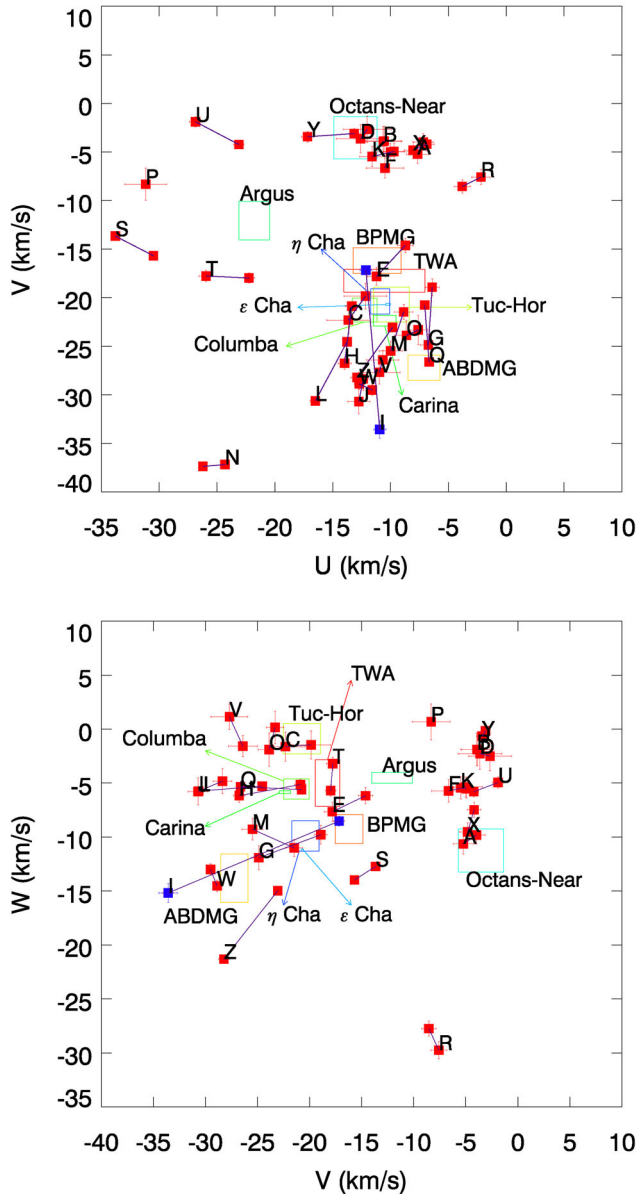 10
5
0
-5
-10
-15
-20
-25
-30
-35
-40
V (km/s)
U
Y
D
Octans-Near
B
K
X
A
F
R
P
Argus
S
η Cha
BPMG
T
E
TWA
ε Cha
Tuc-Hor
C
Columba
O
M
G
H
Q
Z
V
W
ABDMG
L
J
Carina
I
N
-35 -30 -25 -20 -15 -10 -5 0 5 10
U (km/s)
10
5
0
-5
-10
-15
-20
-25
-30
-35
W (km/s)
TWA
V
Tuc-Hor
P
Y
O
C
B
D
Columba
T
Argus
L
J
Q
H
F
K
U
E
Carina
M
BPMG
X
A
G
S
I
W
Octans-Near
ABDMG
η Cha
ε Cha
Z
R
-40 -35 -30 -25 -20 -15 -10 -5 0 5
V (km/s)